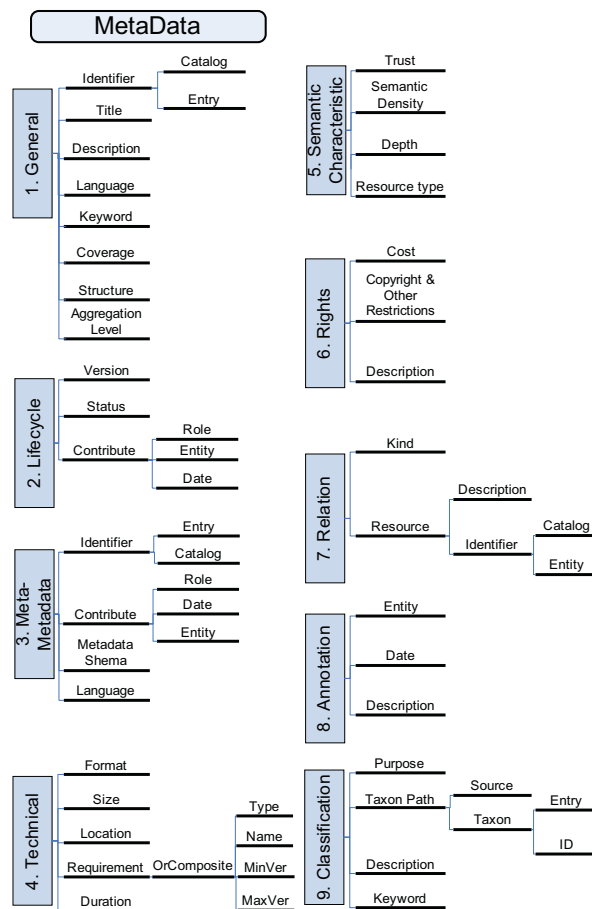 MetaData
1. General
Identifier
Catalog
Entry
Title
Description
Language
Keyword
Coverage
Structure
Aggregation
Level
2. Lifecycle
Version
Status
Contribute
Role
Entity
Date
3. Meta-
Metadata
Identifier
Entry
Catalog
Contribute
Role
Date
Entity
Metadata
Shema
Language
4. Technical
Format
Size
Location
Requirement
OrComposite
Type
Name
MinVer
MaxVer
Duration
5. Semantic
Characteristic
Trust
Semantic
Density
Depth
Resource type
6. Rights
Cost
Copyright &
Other
Restrictions
Description
7. Relation
Kind
Resource
Description
Identifier
Catalog
Entity
8. Annotation
Entity
Date
Description
9. Classification
Purpose
Taxon Path
Source
Taxon
Entry
ID
Description
Keyword